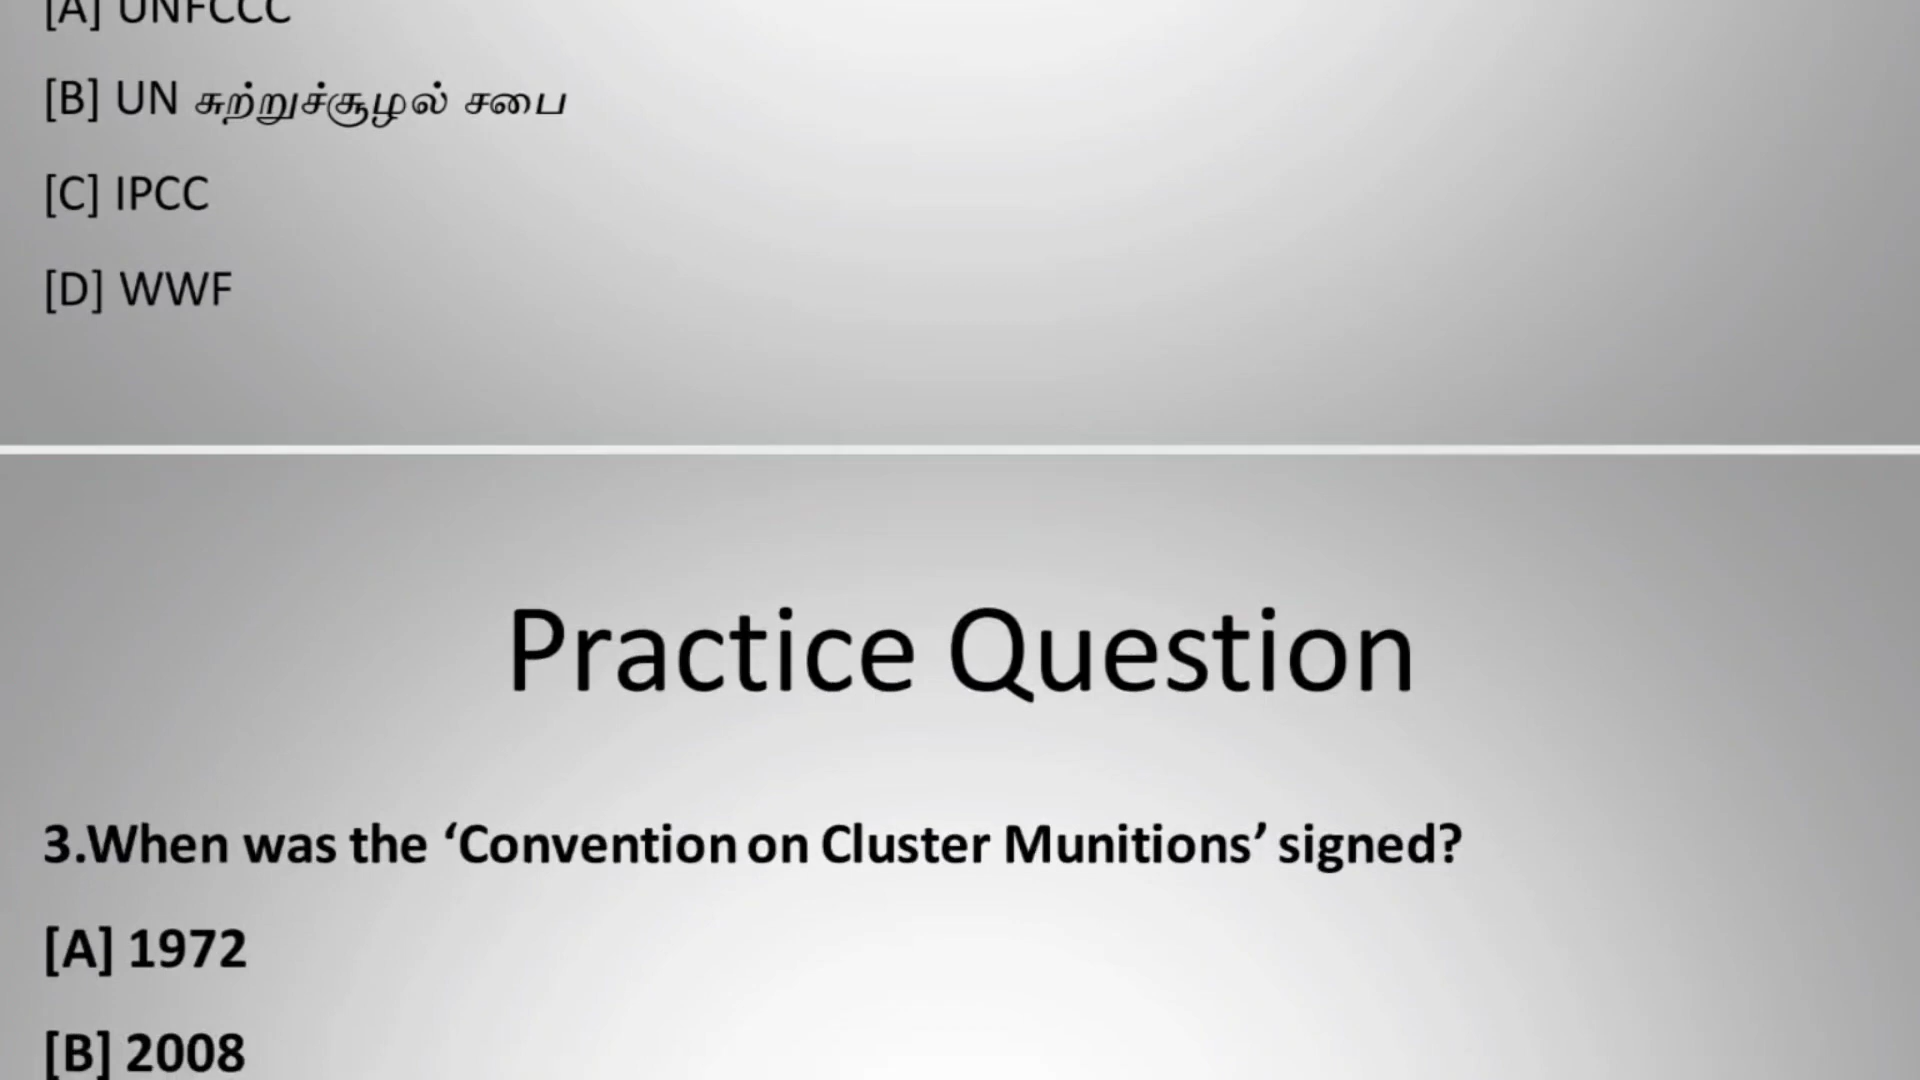 [A] UNFCCC
[B] UN சுற்றுச்சூழல் சபை
[C] IPCC
[D] WWF
Practice Question
3.When was the ‘Convention on Cluster Munitions’ signed?
[A] 1972
[B] 2008